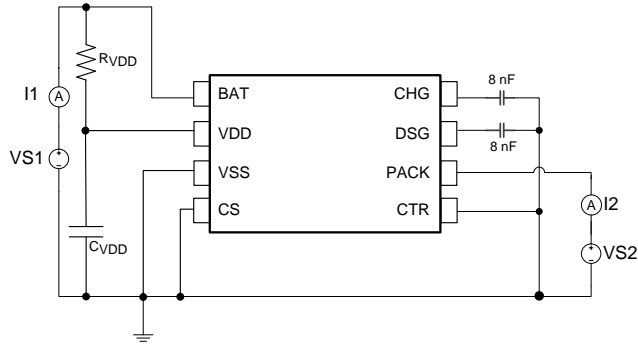 RVDD
I1
A
VS1
CVDD
BAT
VDD
VSS
CS
CHG
DSG
PACK
CTR
8 nF
8 nF
A
I2
VS2